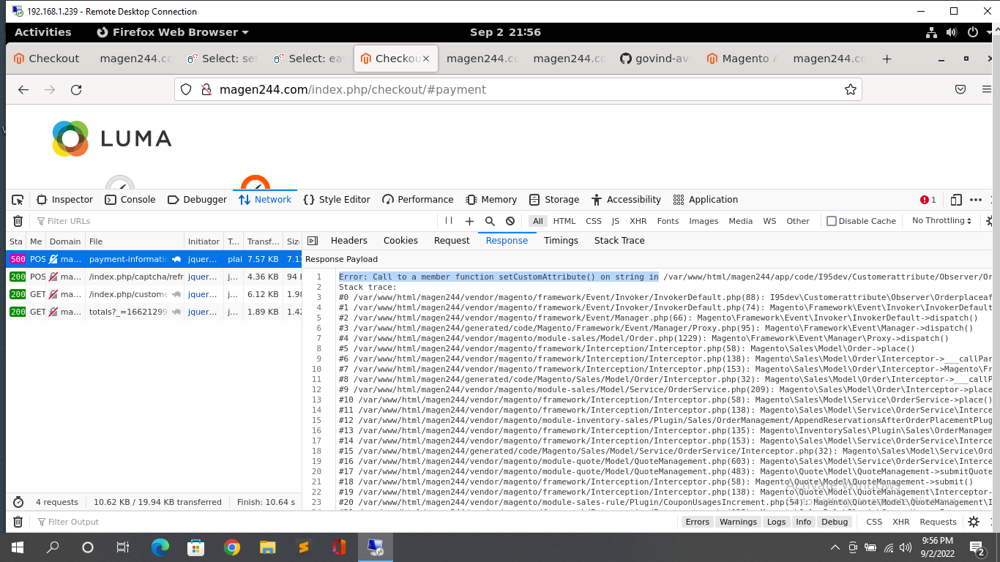 192.168.1.239 - Remote Desktop Connection
Activities
Firefox Web Browser
Sep 2 21:56
Checkout
magen244.co
Select: set
Select: eav
Checkou
magen244.co
magen244.co
govind-av
Magento A
magen244.co
magen244.com/index.php/checkout/#payment
LUMA
Inspector
Console
Debugger
Network
Style Editor
Performance
Memory
Storage
Accessibility
Application
1
Filter URLs
All
HTML
CSS
JS
XHR
Fonts
Images
Media
WS
Other
Disable Cache
No Throttling
Sta
Me
Domain
File
Initiator
T...
Transf...
Siz
Headers
Cookies
Request
Response
Timings
Stack Trace
500 POS ma... payment-informatio jquer... plai 7.57 KB 7.13
200 POS ma... /index.php/captcha/refr jquer... j... 4.36 KB 94 B
200 GET ma... /index.php/custome jquer... j... 6.12 KB 1.98
200 GET ma... totals?_=16621299 jquer... j... 1.89 KB 1.42
Response Payload
1 Error: Call to a member function setCustomAttribute() on string in /var/www/html/magen244/app/code/I95dev/Customerattribute/Observer/Or
2 Stack trace:
3 #0 /var/www/html/magen244/vendor/magento/framework/Event/Invoker/InvokerDefault.php(88): I95dev\Customerattribute\Observer\Orderplaceaf
4 #1 /var/www/html/magen244/vendor/magento/framework/Event/Invoker/InvokerDefault.php(74): Magento\Framework\Event\Invoker\InvokerDefault
5 #2 /var/www/html/magen244/vendor/magento/framework/Event/Manager.php(66): Magento\Framework\Event\Invoker\InvokerDefault->dispatch()
6 #3 /var/www/html/magen244/generated/code/Magento/Framework/Event/Manager/Proxy.php(95): Magento\Framework\Event\Manager->dispatch()
7 #4 /var/www/html/magen244/vendor/magento/module-sales/Model/Order.php(1229): Magento\Framework\Event\Manager\Proxy->dispatch()
8 #5 /var/www/html/magen244/vendor/magento/framework/Interception/Interceptor.php(58): Magento\Sales\Model\Order->place()
9 #6 /var/www/html/magen244/vendor/magento/framework/Interception/Interceptor.php(138): Magento\Sales\Model\Order\Interceptor->___callPar
10 #7 /var/www/html/magen244/vendor/magento/framework/Interception/Interceptor.php(153): Magento\Sales\Model\Order\Interceptor->Magento\Fr
11 #8 /var/www/html/magen244/generated/code/Magento/Sales/Model/Order/Interceptor.php(32): Magento\Sales\Model\Order\Interceptor->___callP
12 #9 /var/www/html/magen244/vendor/magento/module-sales/Model/Service/OrderService.php(209): Magento\Sales\Model\Order\Interceptor->place
13 #10 /var/www/html/magen244/vendor/magento/framework/Interception/Interceptor.php(58): Magento\Sales\Model\Service\OrderService->place()
14 #11 /var/www/html/magen244/vendor/magento/framework/Interception/Interceptor.php(138): Magento\Sales\Model\Service\OrderService\Interce
15 #12 /var/www/html/magen244/vendor/magento/module-inventory-sales/Plugin/Sales/OrderManagement/AppendReservationsAfterOrderPlacementPlug
16 #13 /var/www/html/magen244/vendor/magento/framework/Interception/Interceptor.php(135): Magento\InventorySales\Plugin\Sales\OrderManagem
17 #14 /var/www/html/magen244/vendor/magento/framework/Interception/Interceptor.php(153): Magento\Sales\Model\Service\OrderService\Interce
18 #15 /var/www/html/magen244/generated/code/Magento/Sales/Model/Service/OrderService/Interceptor.php(32): Magento\Sales\Model\Service\Ord
19 #16 /var/www/html/magen244/vendor/magento/module-quote/Model/QuoteManagement.php(603): Magento\Sales\Model\Service\OrderService\Interce
20 #17 /var/www/html/magen244/vendor/magento/module-quote/Model/QuoteManagement.php(483): Magento\Quote\Model\QuoteManagement->submitQuote
21 #18 /var/www/html/magen244/vendor/magento/framework/Interception/Interceptor.php(58): Magento\Quote\Model\QuoteManagement->submit()
22 #19 /var/www/html/magen244/vendor/magento/framework/Interception/Interceptor.php(138): Magento\Quote\Model\QuoteManagement\Interceptor-
23 #20 /var/www/html/magen244/vendor/magento/module-sales-rule/Plugin/CouponUsagesIncrement.php(54): Magento\Quote\Model\QuoteManagement\I
Activate Windows
4 requests
10.62 KB / 19.94 KB transferred
Finish: 10.64 s
Filter Output
Errors
Warnings
Logs
Info
Debug
CSS
XHR
Requests
9:56 PM
9/2/2022
2